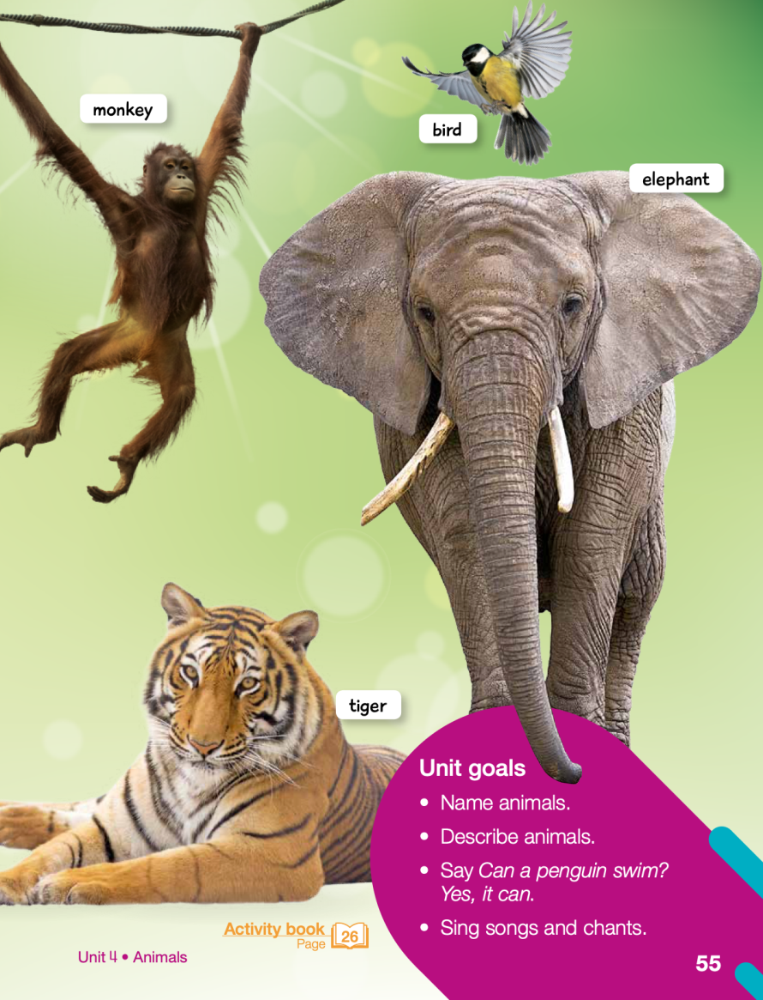 monkey
bird
elephant
tiger
Unit goals
• Name animals.
• Describe animals.
• Say Can a penguin swim?
Yes, it can.
• Sing songs and chants.
Activity book
Page 26
Unit 4 • Animals
55